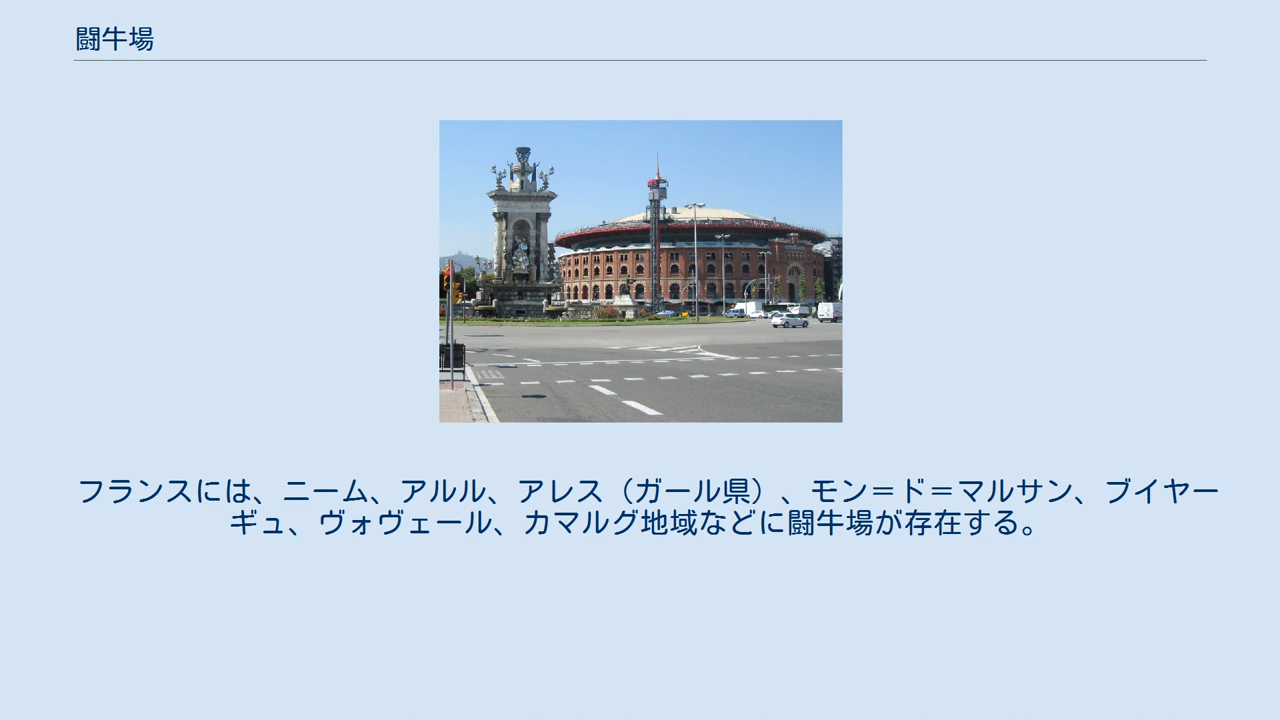 闘牛場
フランスには、ニーム、アルル、アレス（ガール県）、モン＝ド＝マルサン、ブイヤー
ギュ、ヴォヴェール、カマルグ地域などに闘牛場が存在する。